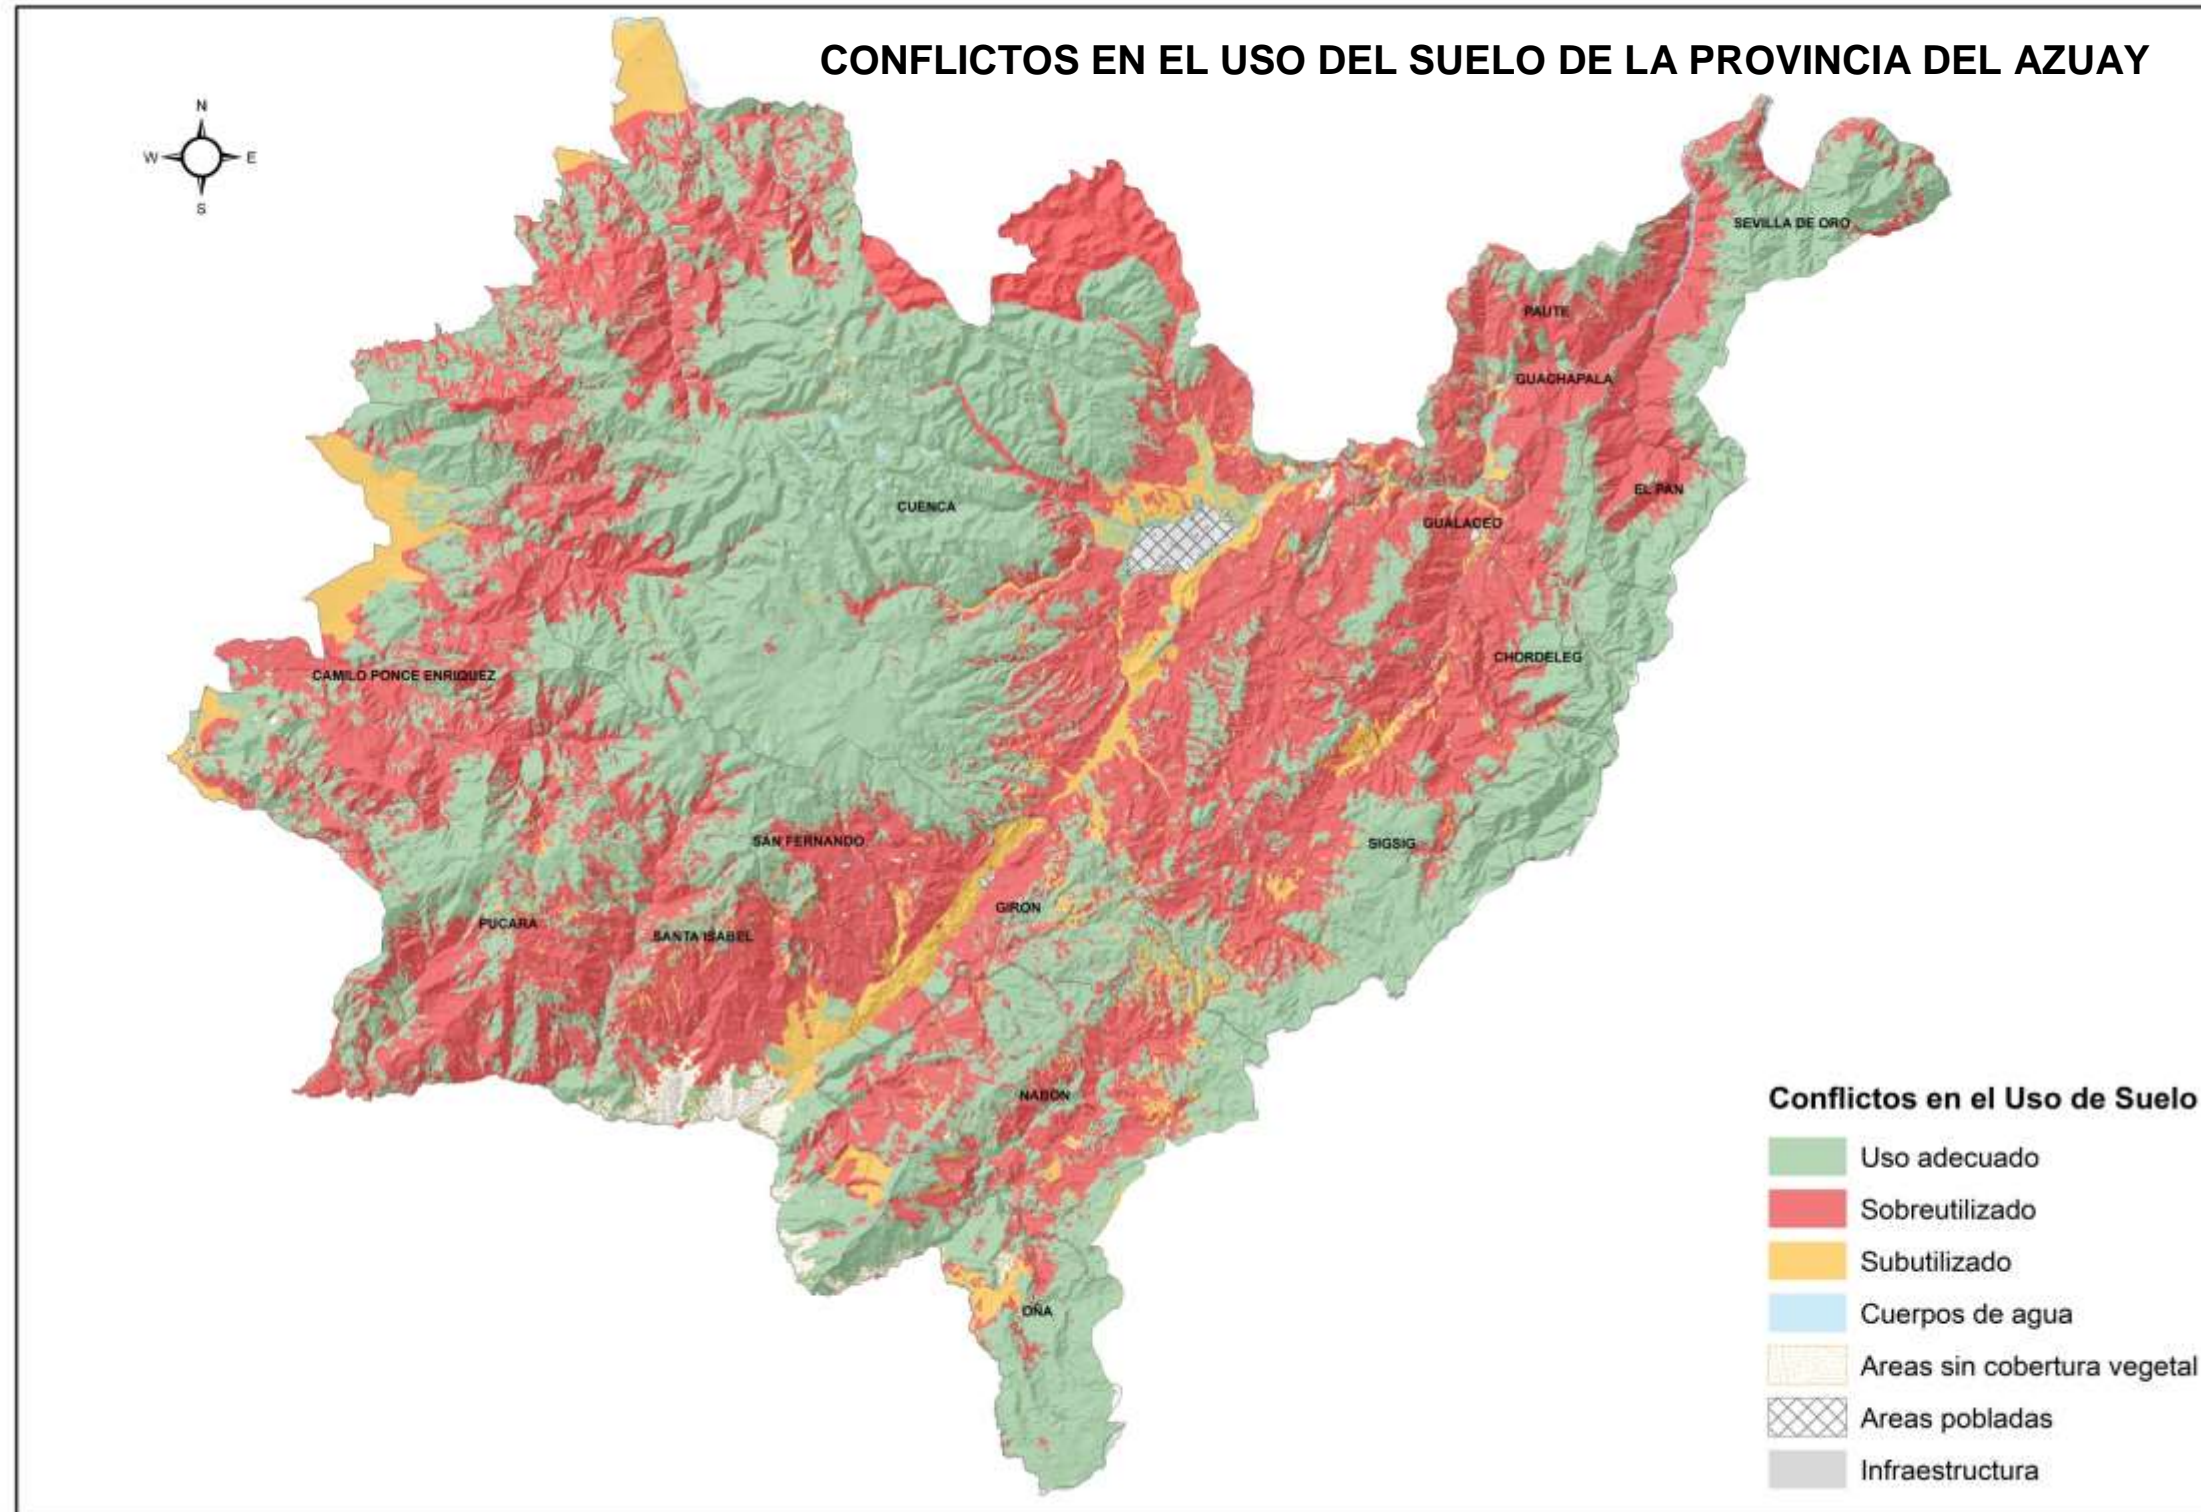 CONFLICTOS EN EL USO DEL SUELO DE LA PROVINCIA DEL AZUAY
N
W E
S
SEVILLA DE ORO
PAUTE
GUACHAPALA
EL PAN
CUENCA
GUALACEO
CHORDELEG
CAMILO PONCE ENRIQUEZ
SAN FERNANDO
SIGSIG
GIRON
PUCARA
SANTA ISABEL
NABON
OÑA
Conflictos en el Uso de Suelo
Uso adecuado
Sobreutilizado
Subutilizado
Cuerpos de agua
Areas sin cobertura vegetal
Areas pobladas
Infraestructura